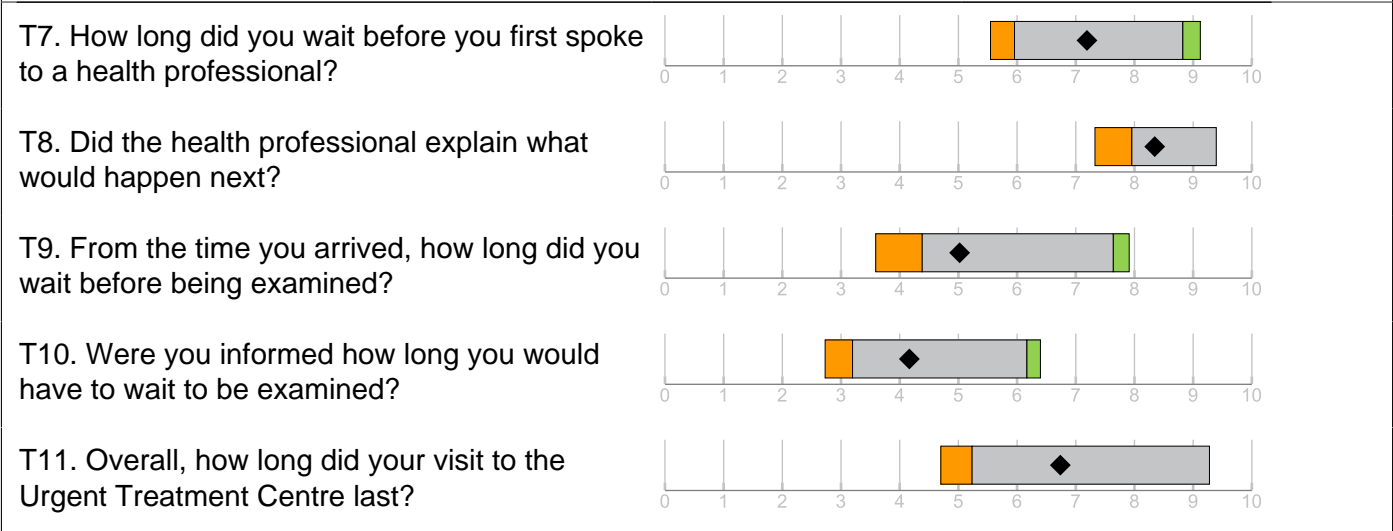 T7. How long did you wait before you first spoke
to a health professional?
0 1 2 3 4 5 6 7 8 9 10
T8. Did the health professional explain what
would happen next?
0 1 2 3 4 5 6 7 8 9 10
T9. From the time you arrived, how long did you
wait before being examined?
0 1 2 3 4 5 6 7 8 9 10
T10. Were you informed how long you would
have to wait to be examined?
0 1 2 3 4 5 6 7 8 9 10
T11. Overall, how long did your visit to the
Urgent Treatment Centre last?
0 1 2 3 4 5 6 7 8 9 10